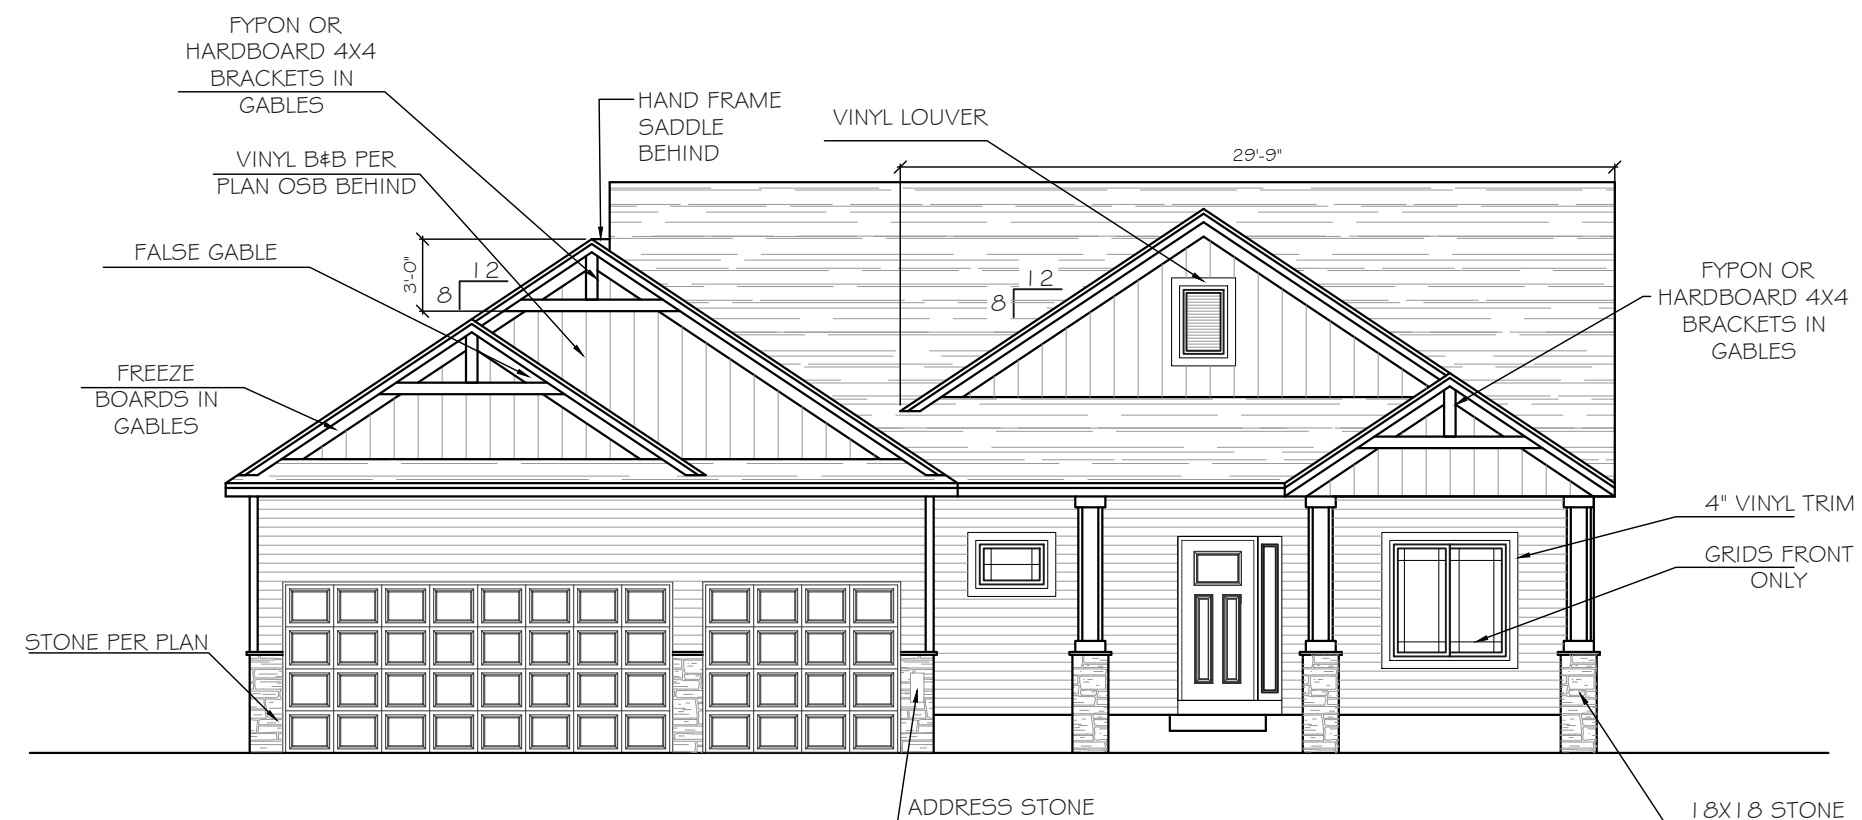 FYPON OR
HARDBOARD 4X4
BRACKETS IN
GABLES
HAND FRAME
SADDLE
BEHIND
VINYL LOUVER
29'-9"
VINYL B&B PER
PLAN OSB BEHIND
FALSE GABLE
3'-0"
12
8
12
8
FYPON OR
HARDBOARD 4X4
BRACKETS IN
GABLES
FREEZE
BOARDS IN
GABLES
4" VINYL TRIM
GRIDS FRONT
ONLY
STONE PER PLAN
ADDRESS STONE
18X18 STONE